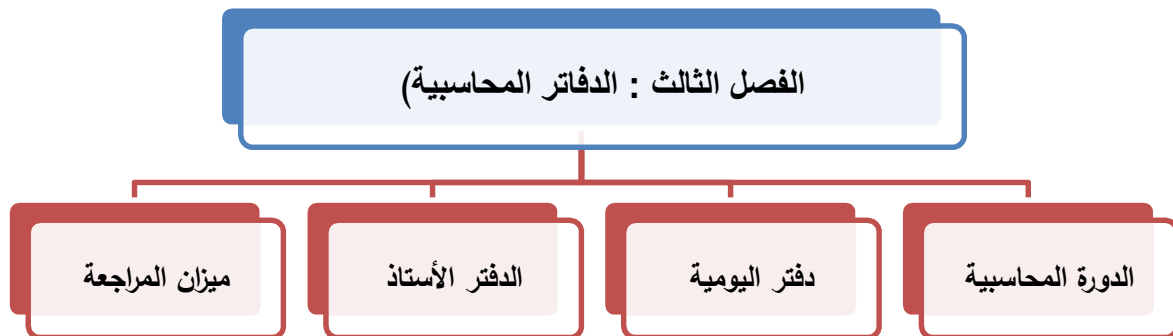 الفصل الثالث : الدفاتر المحاسبية)
الدورة المحاسبية
دفتر اليومية
الدفتر الأستاذ
ميزان المراجعة